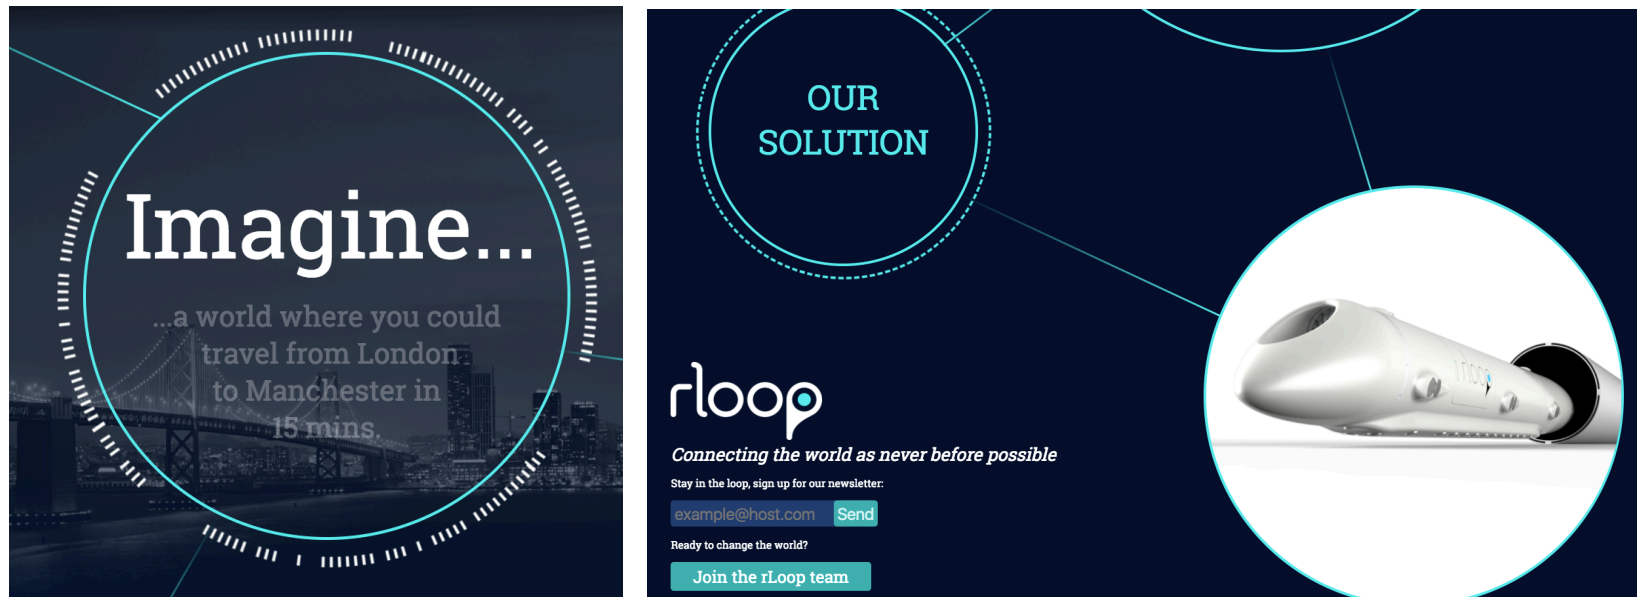 Imagine...
...a world where you could
travel from London
to Manchester in
15 mins.
OUR
SOLUTION
rloop
Connecting the world as never before possible
Stay in the loop, sign up for our newsletter:
example@host.com Send
Ready to change the world?
Join the rLoop team
rloop